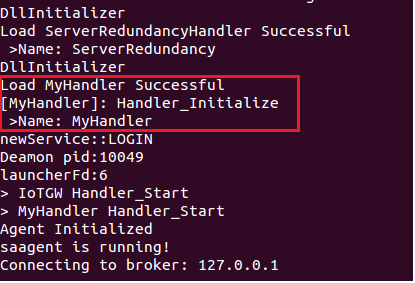 DllInitializer
Load ServerRedundancyHandler Successful
 >Name: ServerRedundancy
DllInitializer
Load MyHandler Successful
[MyHandler]: Handler_Initialize
 >Name: MyHandler
newService::LOGIN
Deamon pid:10049
launcherFd:6
> IoTGW Handler_Start
> MyHandler Handler_Start
Agent Initialized
saagent is running!
Connecting to broker: 127.0.0.1